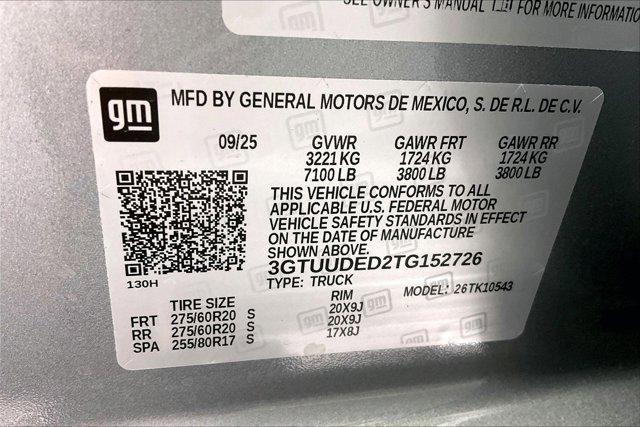 SEE OWNER'S MANUAL FOR MORE INFORMATION
gm
MFD BY GENERAL MOTORS DE MEXICO, S. DE R.L. DE C.V.
09/25 GVWR GAWR FRT GAWR RR
3221 KG 1724 KG 1724 KG
7100 LB 3800 LB 3800 LB
THIS VEHICLE CONFORMS TO ALL
APPLICABLE U.S. FEDERAL MOTOR
VEHICLE SAFETY STANDARDS IN EFFECT
ON THE DATE OF MANUFACTURE
SHOWN ABOVE.
3GTUUDED2TG152726
130H
TYPE: TRUCK MODEL: 26TK10543
TIRE SIZE RIM
FRT 275/60R20 S 20X9J
RR 275/60R20 S 20X9J
SPA 255/80R17 S 17X8J